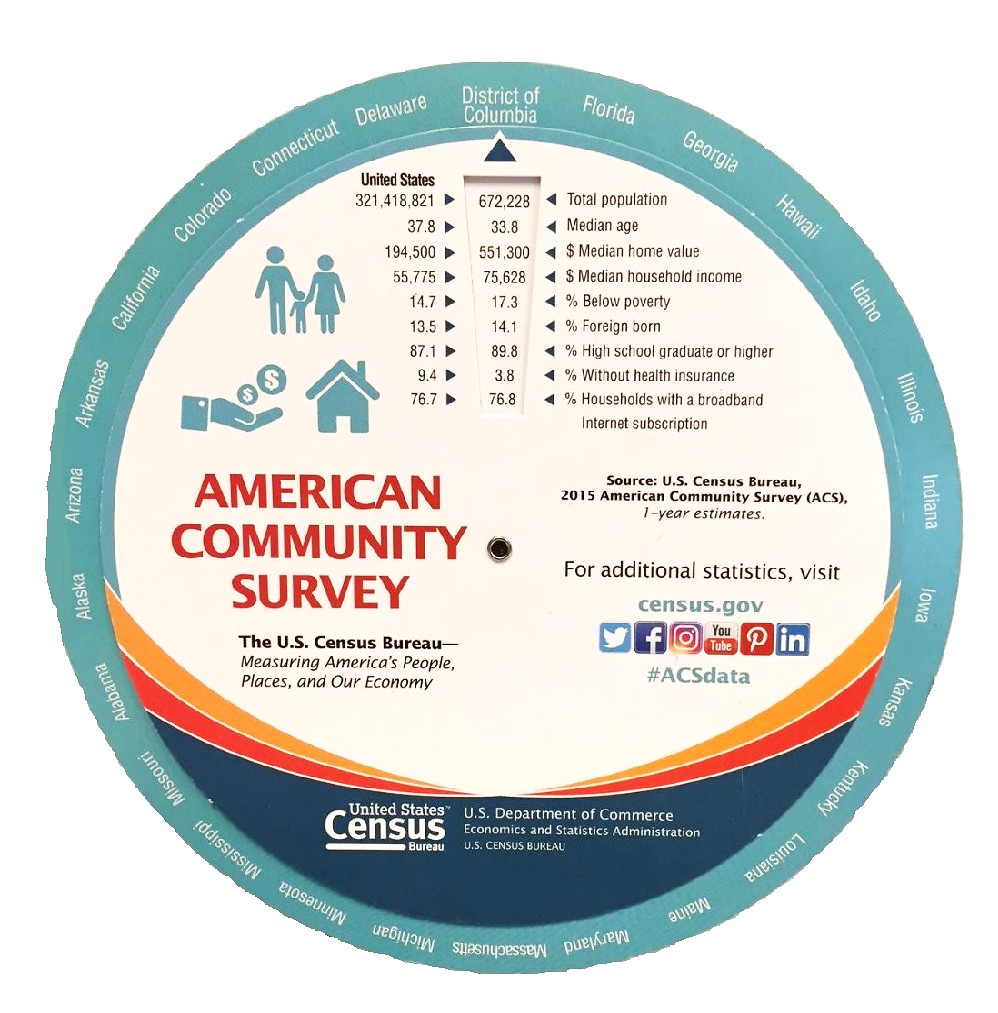 District of
Columbia
Florida
Georgia
Hawaii
Idaho
Illinois
Indiana
Iowa
Kansas
Kentucky
Louisiana
Maine
Maryland
Massachusetts
Michigan
Minnesota
Mississippi
Missouri
Alabama
Alaska
Arizona
Arkansas
California
Colorado
Connecticut
Delaware
United States
321,418,821 672,228 Total population
37.8 33.8 Median age
194,500 551,300 $ Median home value
55,775 75,628 $ Median household income
14.7 17.3 % Below poverty
13.5 14.1 % Foreign born
87.1 89.8 % High school graduate or higher
9.4 3.8 % Without health insurance
76.7 76.8 % Households with a broadband
Internet subscription
$ $
AMERICAN
COMMUNITY
SURVEY
The U.S. Census Bureau—
Measuring America's People,
Places, and Our Economy
Source: U.S. Census Bureau,
2015 American Community Survey (ACS),
1–year estimates.
For additional statistics, visit
census.gov
You
Tube
in
#ACSdata
United States™
Census
Bureau
U.S. Department of Commerce
Economics and Statistics Administration
U.S. CENSUS BUREAU